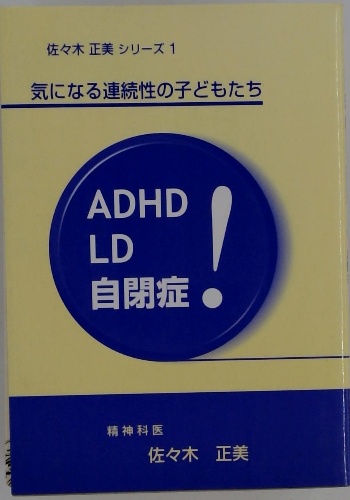 佐々木 正美 シリーズ 1
気になる連続性の子どもたち
ADHD
LD
自閉症
!
精神科医
佐々木 正美